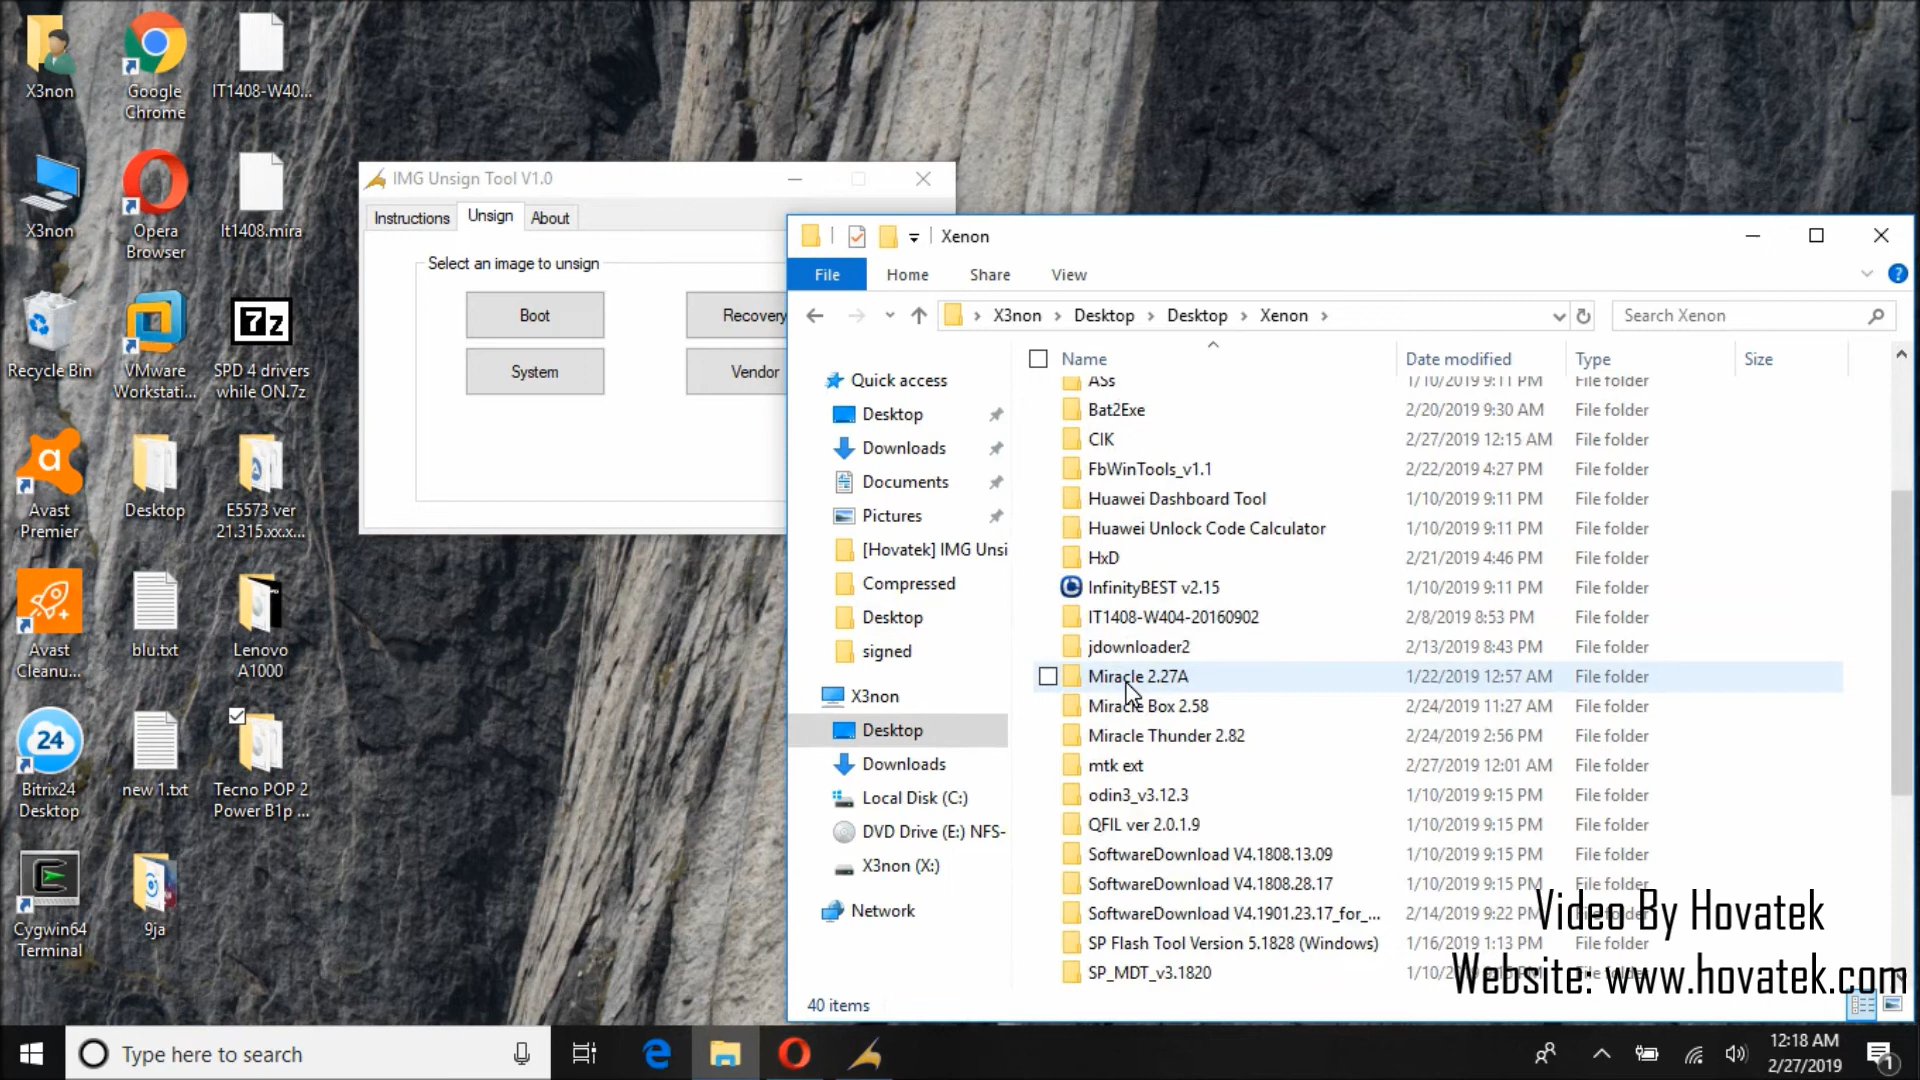 X3non
Google
Chrome
IT1408-W40...
X3non
Opera
Browser
It1408.mira
Recycle Bin
VMware
Workstati...
7z
SPD 4 drivers
while ON.7z
Avast
Premier
Desktop
E5573 ver
21.315.xx.x...
Avast
Cleanu...
blu.txt
Lenovo
A1000
24
Bitrix24
Desktop
new 1.txt
Tecno POP 2
Power B1p ...
Cygwin64
Terminal
9ja
IMG Unsign Tool V1.0
Instructions
Unsign
About
Select an image to unsign
Boot
Recovery
System
Vendor
Xenon
File
Home
Share
View
X3non
Desktop
Desktop
Xenon
Search Xenon
Quick access
Desktop
Downloads
Documents
Pictures
[Hovatek] IMG Unsi
Compressed
Desktop
signed
X3non
Desktop
Downloads
Local Disk (C:)
DVD Drive (E:) NFS-
X3non (X:)
Network
Name Date modified Type Size
ASs 1/10/2019 9:11 PM File folder
Bat2Exe 2/20/2019 9:30 AM File folder
CIK 2/27/2019 12:15 AM File folder
FbWinTools_v1.1 2/22/2019 4:27 PM File folder
Huawei Dashboard Tool 1/10/2019 9:11 PM File folder
Huawei Unlock Code Calculator 1/10/2019 9:11 PM File folder
HxD 2/21/2019 4:46 PM File folder
InfinityBEST v2.15 1/10/2019 9:11 PM File folder
IT1408-W404-20160902 2/8/2019 8:53 PM File folder
jdownloader2 2/13/2019 8:43 PM File folder
Miracle 2.27A 1/22/2019 12:57 AM File folder
Miracle Box 2.58 2/24/2019 11:27 AM File folder
Miracle Thunder 2.82 2/24/2019 2:56 PM File folder
mtk ext 2/27/2019 12:01 AM File folder
odin3_v3.12.3 1/10/2019 9:15 PM File folder
QFIL ver 2.0.1.9 1/10/2019 9:15 PM File folder
SoftwareDownload V4.1808.13.09 1/10/2019 9:15 PM File folder
SoftwareDownload V4.1808.28.17 1/10/2019 9:15 PM File folder
SoftwareDownload V4.1901.23.17_for_... 2/14/2019 9:22 PM
SP Flash Tool Version 5.1828 (Windows) 1/16/2019 1:13 PM File folder
SP_MDT_v3.1820 1/10/
40 items
Video By Hovatek
Website: www.hovatek.com
Type here to search
12:18 AM
2/27/2019
1